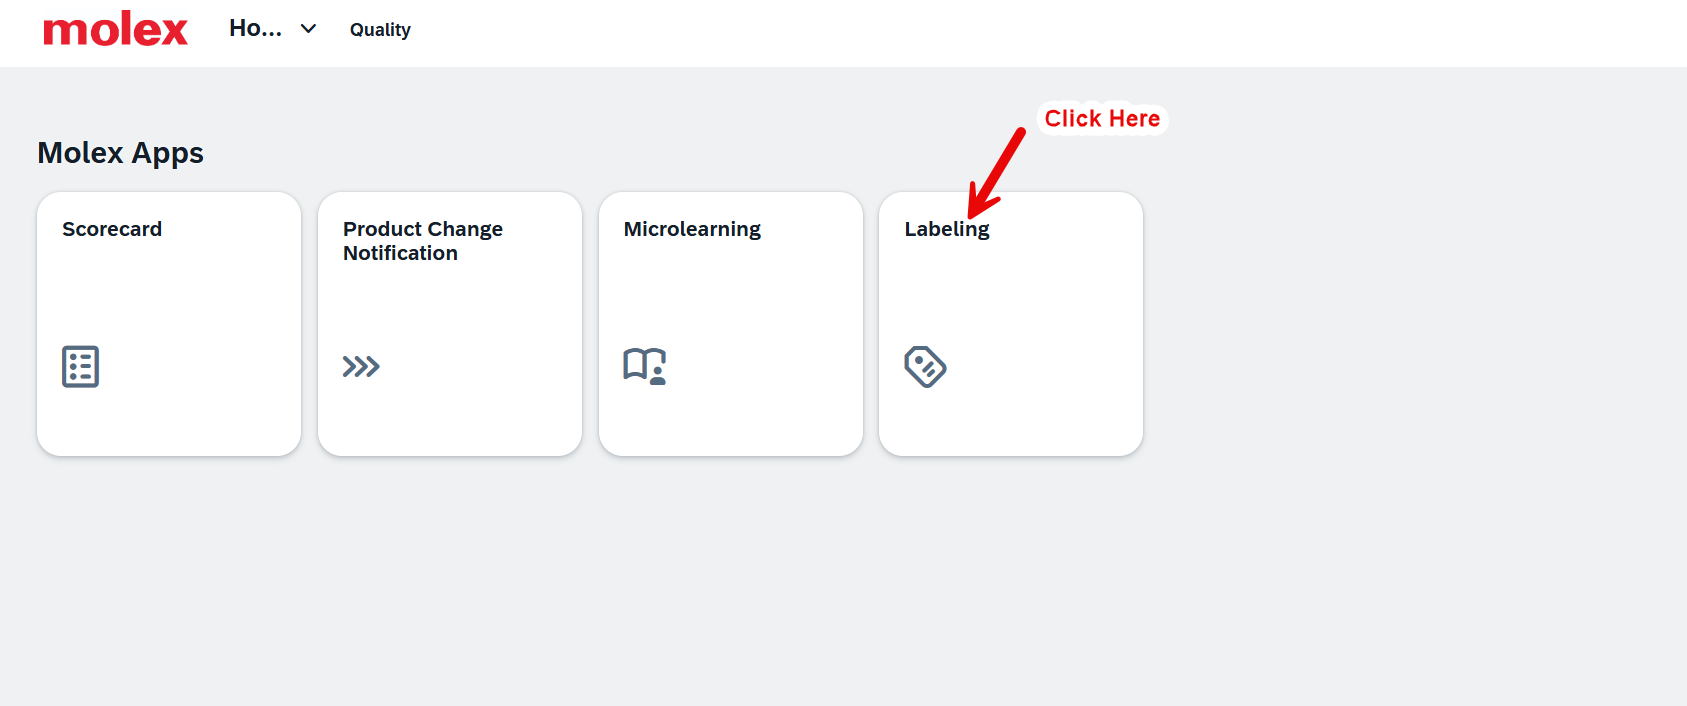 molex
Ho...
Quality
Click Here
Molex Apps
Scorecard
Product Change
Notification
Microlearning
Labeling